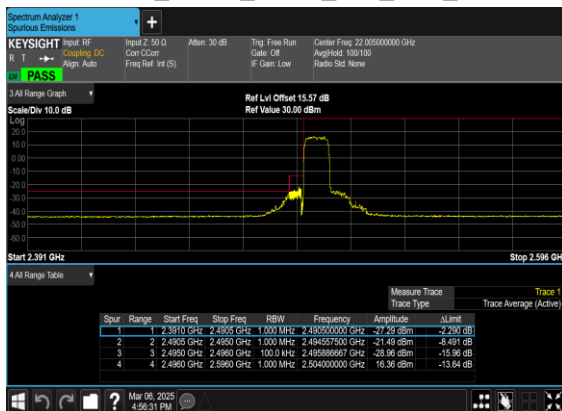 Spectrum Analyzer 1
Spurious Emissions
KEYSIGHT Input: RF Input Z: 50 Ω Atten: 30 dB Trig: Free Run Center Freq: 22.005000000 GHz
R T Coupling: DC Corr CCorr Gate: Off Avg|Hold: 100/100
Align: Auto Freq Ref: Int (S) IF Gain: Low Radio Std: None
PASS
3 All Range Graph
Ref Lvl Offset 15.57 dB
Scale/Div 10.0 dB Ref Value 30.00 dBm
Log
20.0
10.0
0.00
-10.0
-20.0
-30.0
-40.0
-50.0
-60.0
Start 2.391 GHz Stop 2.596 GH
4 All Range Table
Measure Trace Trace 1
Trace Type Trace Average (Active)
Spur Range Start Freq Stop Freq RBW Frequency Amplitude ΔLimit
1 1 2.3910 GHz 2.4905 GHz 1.000 MHz 2.490500000 GHz -27.29 dBm -2.290 dB
2 2 2.4905 GHz 2.4950 GHz 1.000 MHz 2.494557500 GHz -21.49 dBm -8.491 dB
3 3 2.4950 GHz 2.4960 GHz 100.0 kHz 2.495886667 GHz -28.96 dBm -15.96 dB
4 4 2.4960 GHz 2.5960 GHz 1.000 MHz 2.504000000 GHz 16.36 dBm -13.64 dB
? Mar 06, 2025
4:56:31 PM